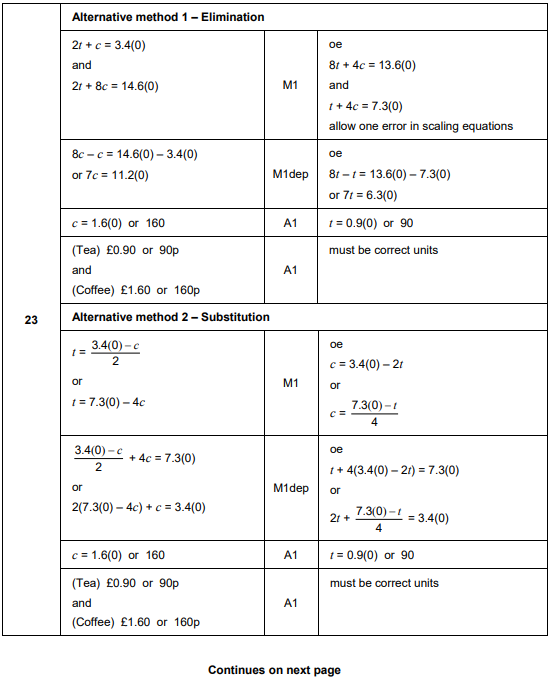 Alternative method 1 – Elimination
2t + c = 3.4(0)
and
2t + 8c = 14.6(0)
M1
oe
8t + 4c = 13.6(0)
and
t + 4c = 7.3(0)
allow one error in scaling equations
8c – c = 14.6(0) – 3.4(0)
or 7c = 11.2(0)
M1dep
oe
8t – t = 13.6(0) – 7.3(0)
or 7t = 6.3(0)
c = 1.6(0) or 160
A1
t = 0.9(0) or 90
(Tea) £0.90 or 90p
and
(Coffee) £1.60 or 160p
A1
must be correct units
23
Alternative method 2 – Substitution
t = \frac{3.4(0) – c}{2}
or
t = 7.3(0) – 4c
M1
oe
c = 3.4(0) – 2t
or
c = \frac{7.3(0) – t}{4}
\frac{3.4(0) – c}{2} + 4c = 7.3(0)
or
2(7.3(0) – 4c) + c = 3.4(0)
M1dep
oe
t + 4(3.4(0) – 2t) = 7.3(0)
or
2t + \frac{7.3(0) – t}{4} = 3.4(0)
c = 1.6(0) or 160
A1
t = 0.9(0) or 90
(Tea) £0.90 or 90p
and
(Coffee) £1.60 or 160p
A1
must be correct units
Continues on next page